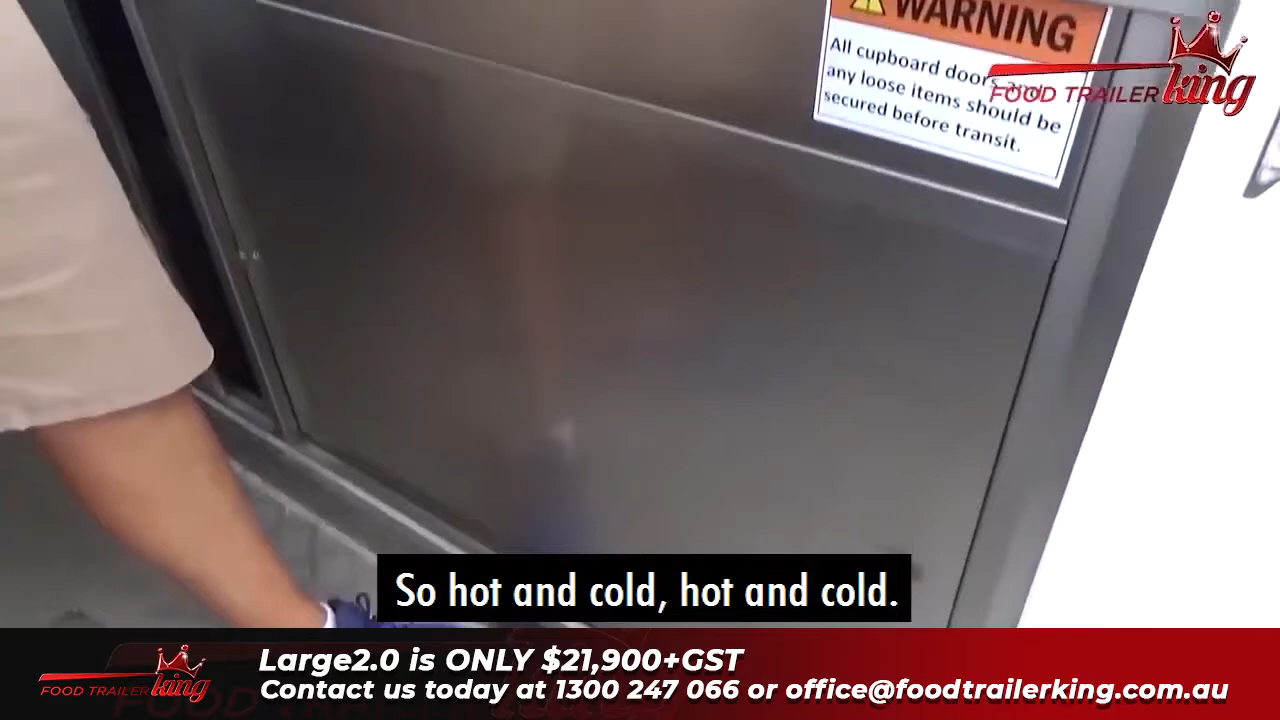 WARNING
All cupboard doors and
any loose items should be
secured before transit.
FOOD TRAILER king
So hot and cold, hot and cold.
FOOD TRAILER king
Large2.0 is ONLY $21,900+GST
Contact us today at 1300 247 066 or office@foodtrailerking.com.au